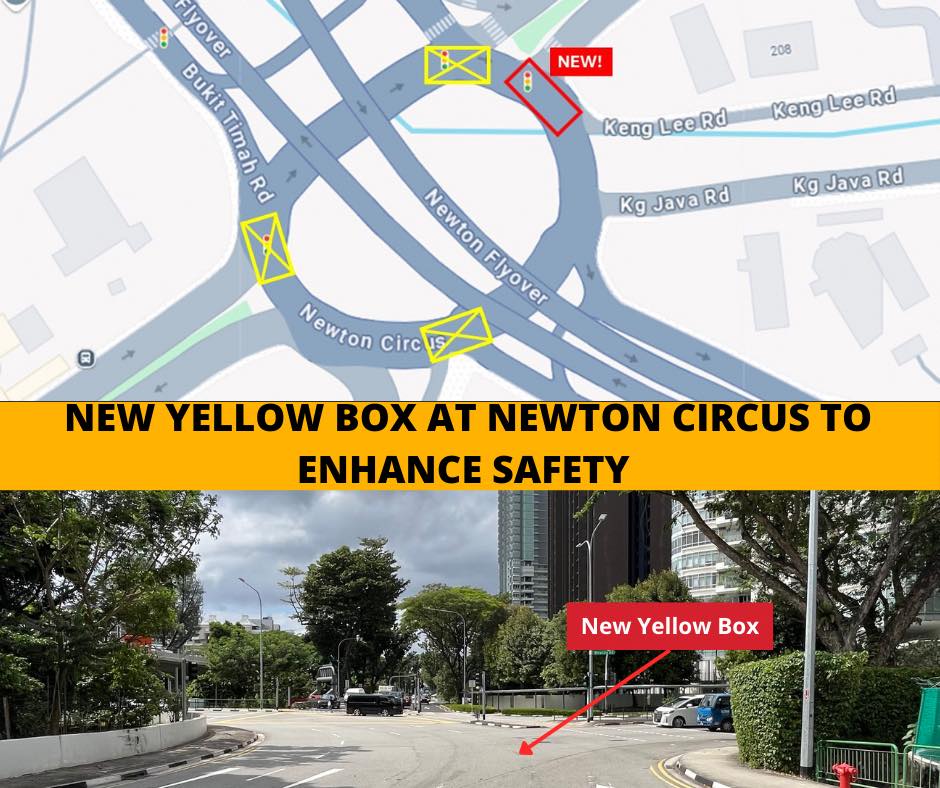 Flyover
Bukit Timah Rd
208
NEW!
Keng Lee Rd
Keng Lee Rd
Kg Java Rd
Kg Java Rd
Newton Flyover
Newton Circus
NEW YELLOW BOX AT NEWTON CIRCUS TO
ENHANCE SAFETY
New Yellow Box